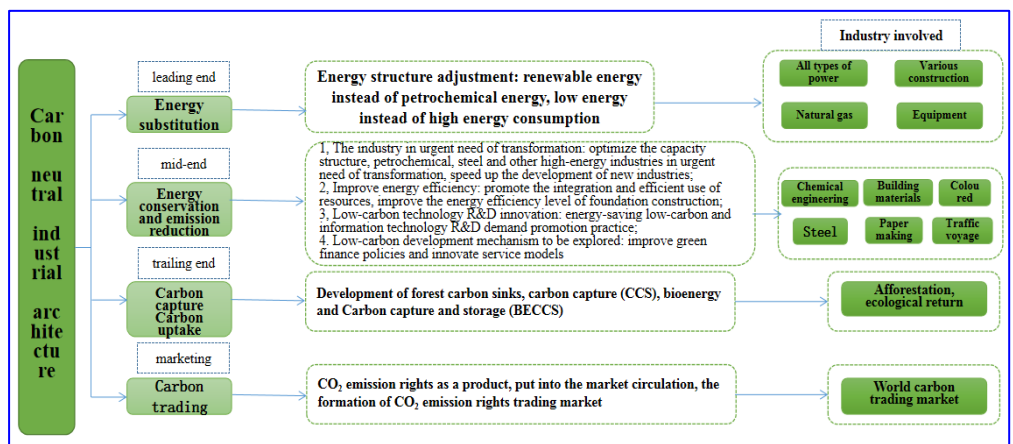 Car
bon
neu
tral
ind
ust
rial
arc
hite
ctu
re
leading end
Energy
substitution
Energy structure adjustment: renewable energy
instead of petrochemical energy, low energy
instead of high energy consumption
Industry involved
All types of
power
Various
construction
Natural gas
Equipment
mid-end
Energy
conservation
and emission
reduction
1, The industry in urgent need of transformation: optimize the capacity
structure, petrochemical, steel and other high-energy industries in urgent
need of transformation, speed up the development of new industries;
2, Improve energy efficiency: promote the integration and efficient use of
resources, improve the energy efficiency level of foundation construction;
3, Low-carbon technology R&D innovation: energy-saving low-carbon and
information technology R&D demand promotion practice;
4. Low-carbon development mechanism to be explored: improve green
finance policies and innovate service models
Chemical
engineering
Building
materials
Colou
red
Steel
Paper
making
Traffic
voyage
trailing end
Carbon
capture
Carbon
uptake
Development of forest carbon sinks, carbon capture (CCS), bioenergy
and Carbon capture and storage (BECCS)
Afforestation,
ecological return
marketing
Carbon
trading
CO₂ emission rights as a product, put into the market circulation, the
formation of CO₂ emission rights trading market
World carbon
trading market